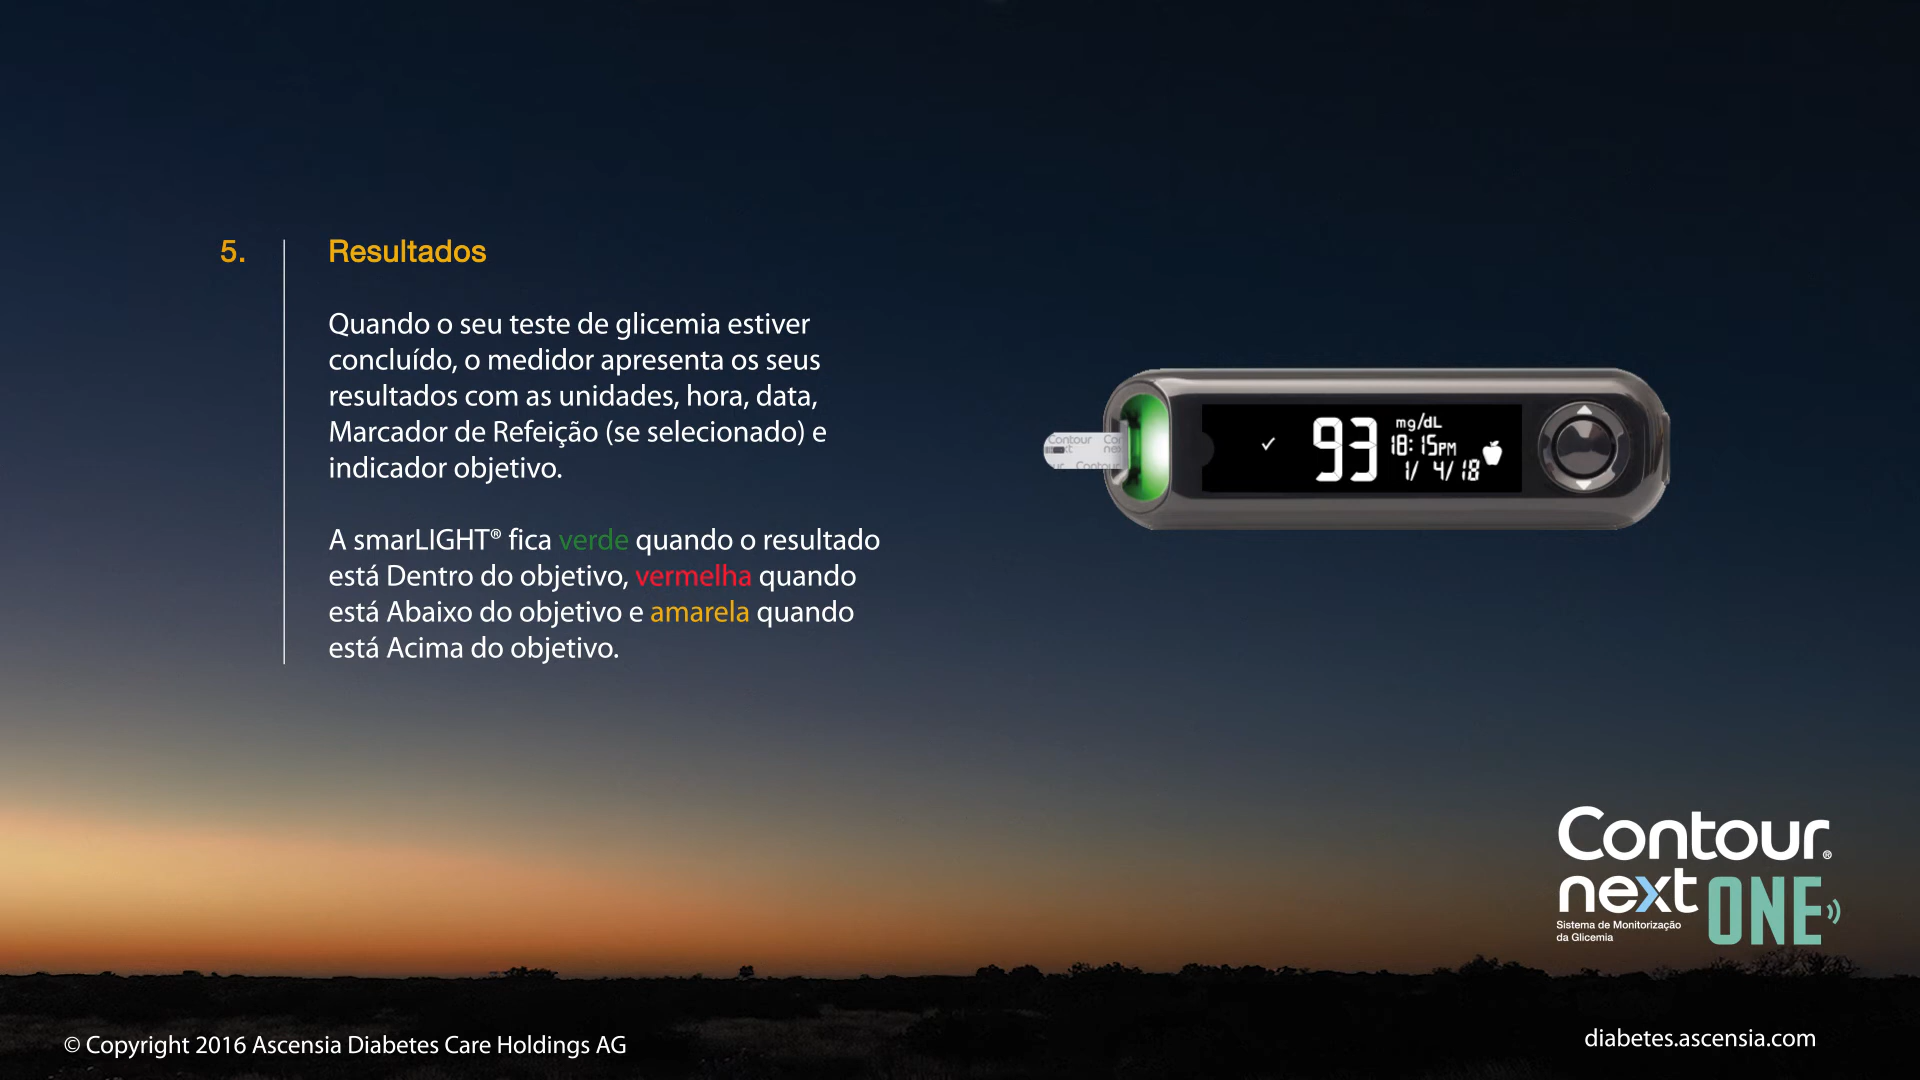 5.
Resultados
Quando o seu teste de glicemia estiver
concluído, o medidor apresenta os seus
resultados com as unidades, hora, data,
Marcador de Refeição (se selecionado) e
indicador objetivo.
A smarLIGHT® fica verde quando o resultado
está Dentro do objetivo, vermelha quando
está Abaixo do objetivo e amarela quando
está Acima do objetivo.
Contour
next
Contour
✓ 93 mg/dL
18:15PM
1/ 4/18
Contour®
next ONE
Sistema de Monitorização
da Glicemia
© Copyright 2016 Ascensia Diabetes Care Holdings AG
diabetes.ascensia.com